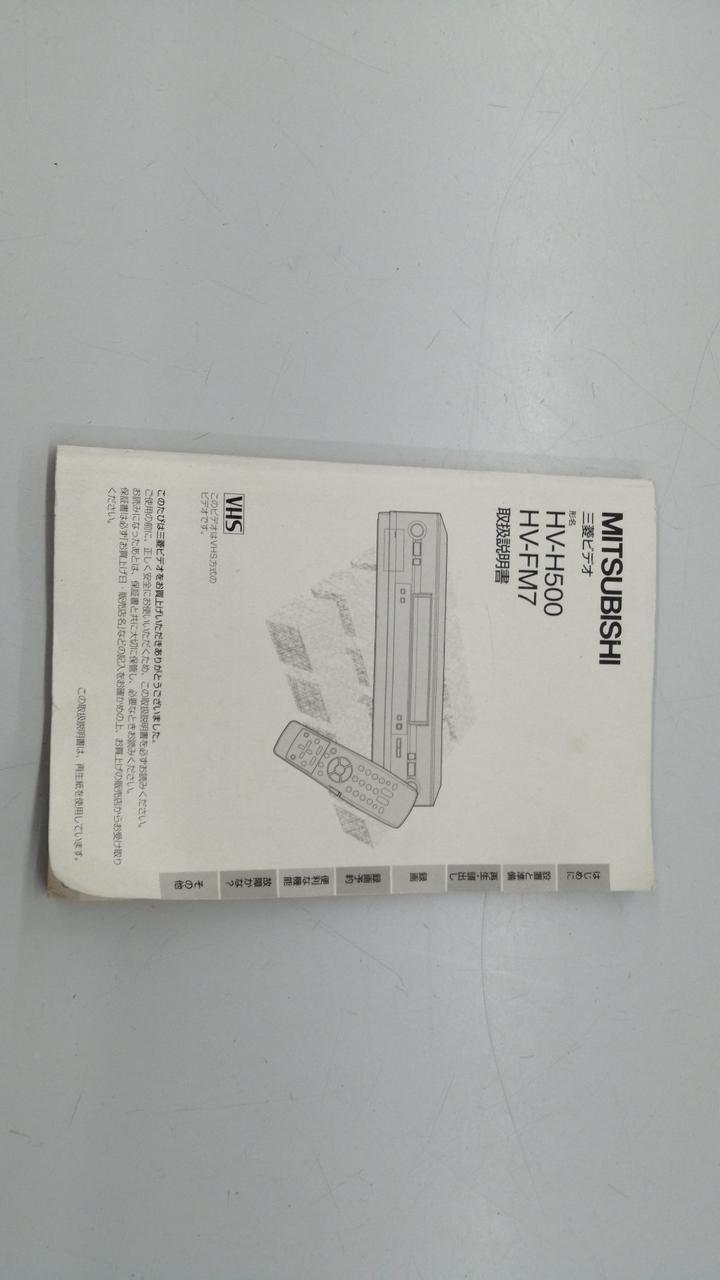 MITSUBISHI
三菱ビデオ
形名
HV-H500
HV-FM7
取扱説明書
はじめに
設置と準備
再生・頭出し
録画
録画予約
便利な機能
故障かな？
その他
VHS
このビデオはVHS方式の
ビデオです。
このたびは三菱ビデオをお買上げいただきありがとうございました。
ご使用の前に、正しく安全にお使いいただくため、この取扱説明書を必ずお読みください。
お読みになったあとは、保証書と共に大切に保管し、必要なときお読みください。
保証書は必ず「お買上げ日・販売店名」などの記入をお確かめの上、お買上げの販売店からお受け取り
ください。
この取扱説明書は、再生紙を使用しています。